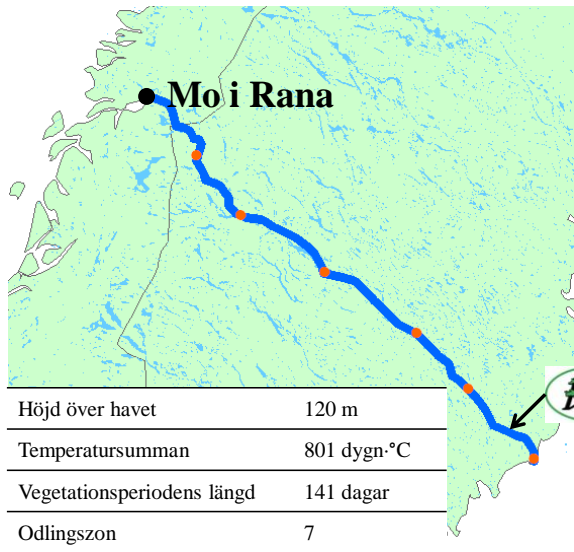 Mo i Rana
Höjd över havet 120 m
Temperatursumman 801 dygn·°C
Vegetationsperiodens längd 141 dagar
Odlingszon 7